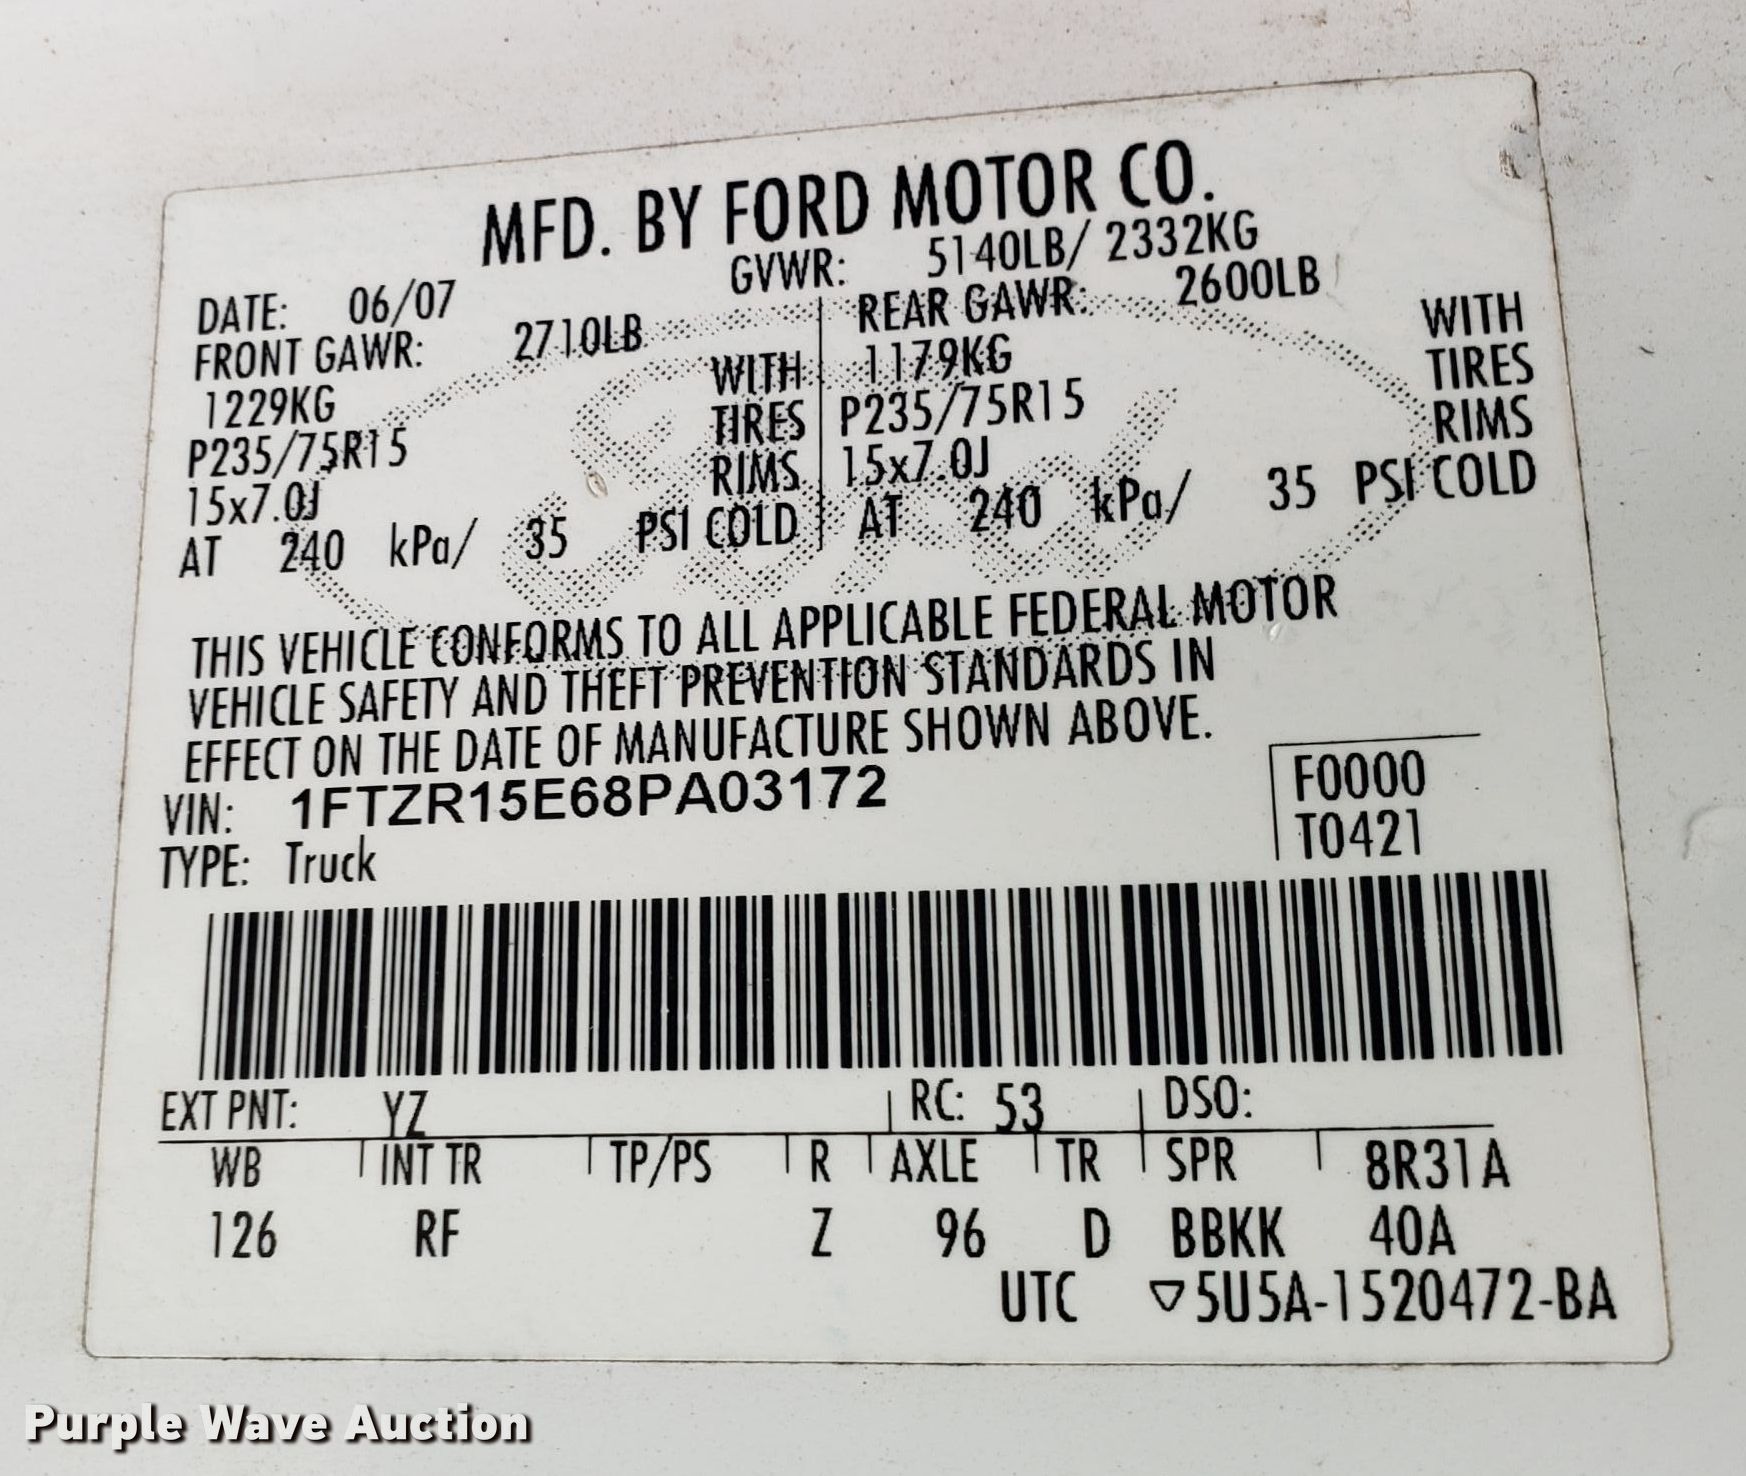 MFD. BY FORD MOTOR CO.
DATE: 06/07 GVWR: 5140LB/ 2332KG
FRONT GAWR: 2710LB REAR GAWR: 2600LB
1229KG WITH 1179KG WITH
P235/75R15 TIRES P235/75R15 TIRES
15x7.0J RIMS 15x7.0J RIMS
AT 240 kPa/ 35 PSI COLD AT 240 kPa/ 35 PSI COLD
THIS VEHICLE CONFORMS TO ALL APPLICABLE FEDERAL MOTOR
VEHICLE SAFETY AND THEFT PREVENTION STANDARDS IN
EFFECT ON THE DATE OF MANUFACTURE SHOWN ABOVE.
VIN: 1FTZR15E68PA03172 F0000
TYPE: Truck T0421
EXT PNT: YZ RC: 53 DSO:
WB INT TR TP/PS R AXLE TR SPR 8R31A
126 RF Z 96 D BBKK 40A
UTC ▽5U5A-1520472-BA
Purple Wave Auction